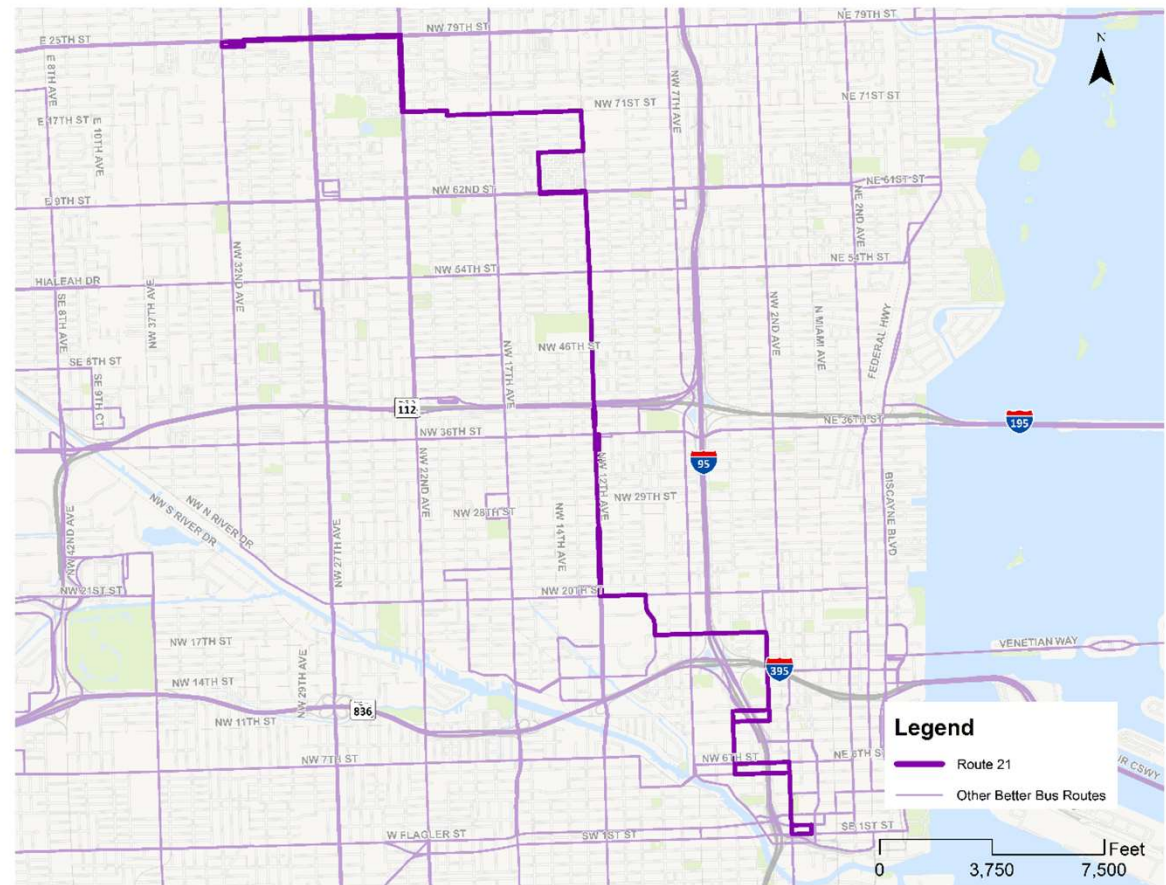 E 25TH ST
NW 79TH ST
NE 79TH ST
N
E 8TH AVE
E 10TH AVE
NW 7TH AVE
E 17TH ST
NW 71ST ST
NE 71ST ST
NW 62ND ST
NE 61ST ST
E 9TH ST
NE 2ND AVE
NW 32ND AVE
NW 54TH ST
NE 54TH ST
HIALEAH DR
SE 8TH AVE
NW 37TH AVE
NW 2ND AVE
N MIAMI AVE
FEDERAL HWY
NW 46TH ST
NW 17TH AVE
SE 8TH ST
SE 9TH CT
112
NE 36TH ST
195
NW 36TH ST
95
NW 22ND AVE
NW 12TH AVE
BISCAYNE BLVD
NW 29TH ST
NW 28TH ST
NW 14TH AVE
NW N RIVER DR
NW S RIVER DR
NW 42ND AVE
NW 27TH AVE
NW 21ST ST
NW 20TH ST
NW 17TH ST
VENETIAN WAY
395
NW 14TH ST
NW 29TH AVE
836
NW 11TH ST
NW 7TH ST
NW 6TH ST
NE 6TH ST
UR CSWY
W FLAGLER ST
SW 1ST ST
SE 1ST ST
Legend
Route 21
Other Better Bus Routes
Feet
0
3,750
7,500